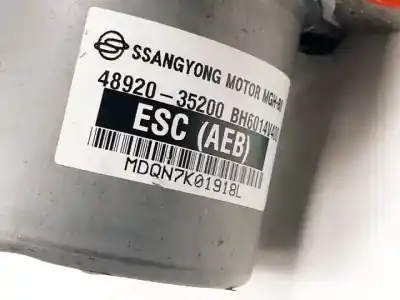 SSANGYONG MOTOR
48920-35200
ESC (AEB)
MDQN7K01918L